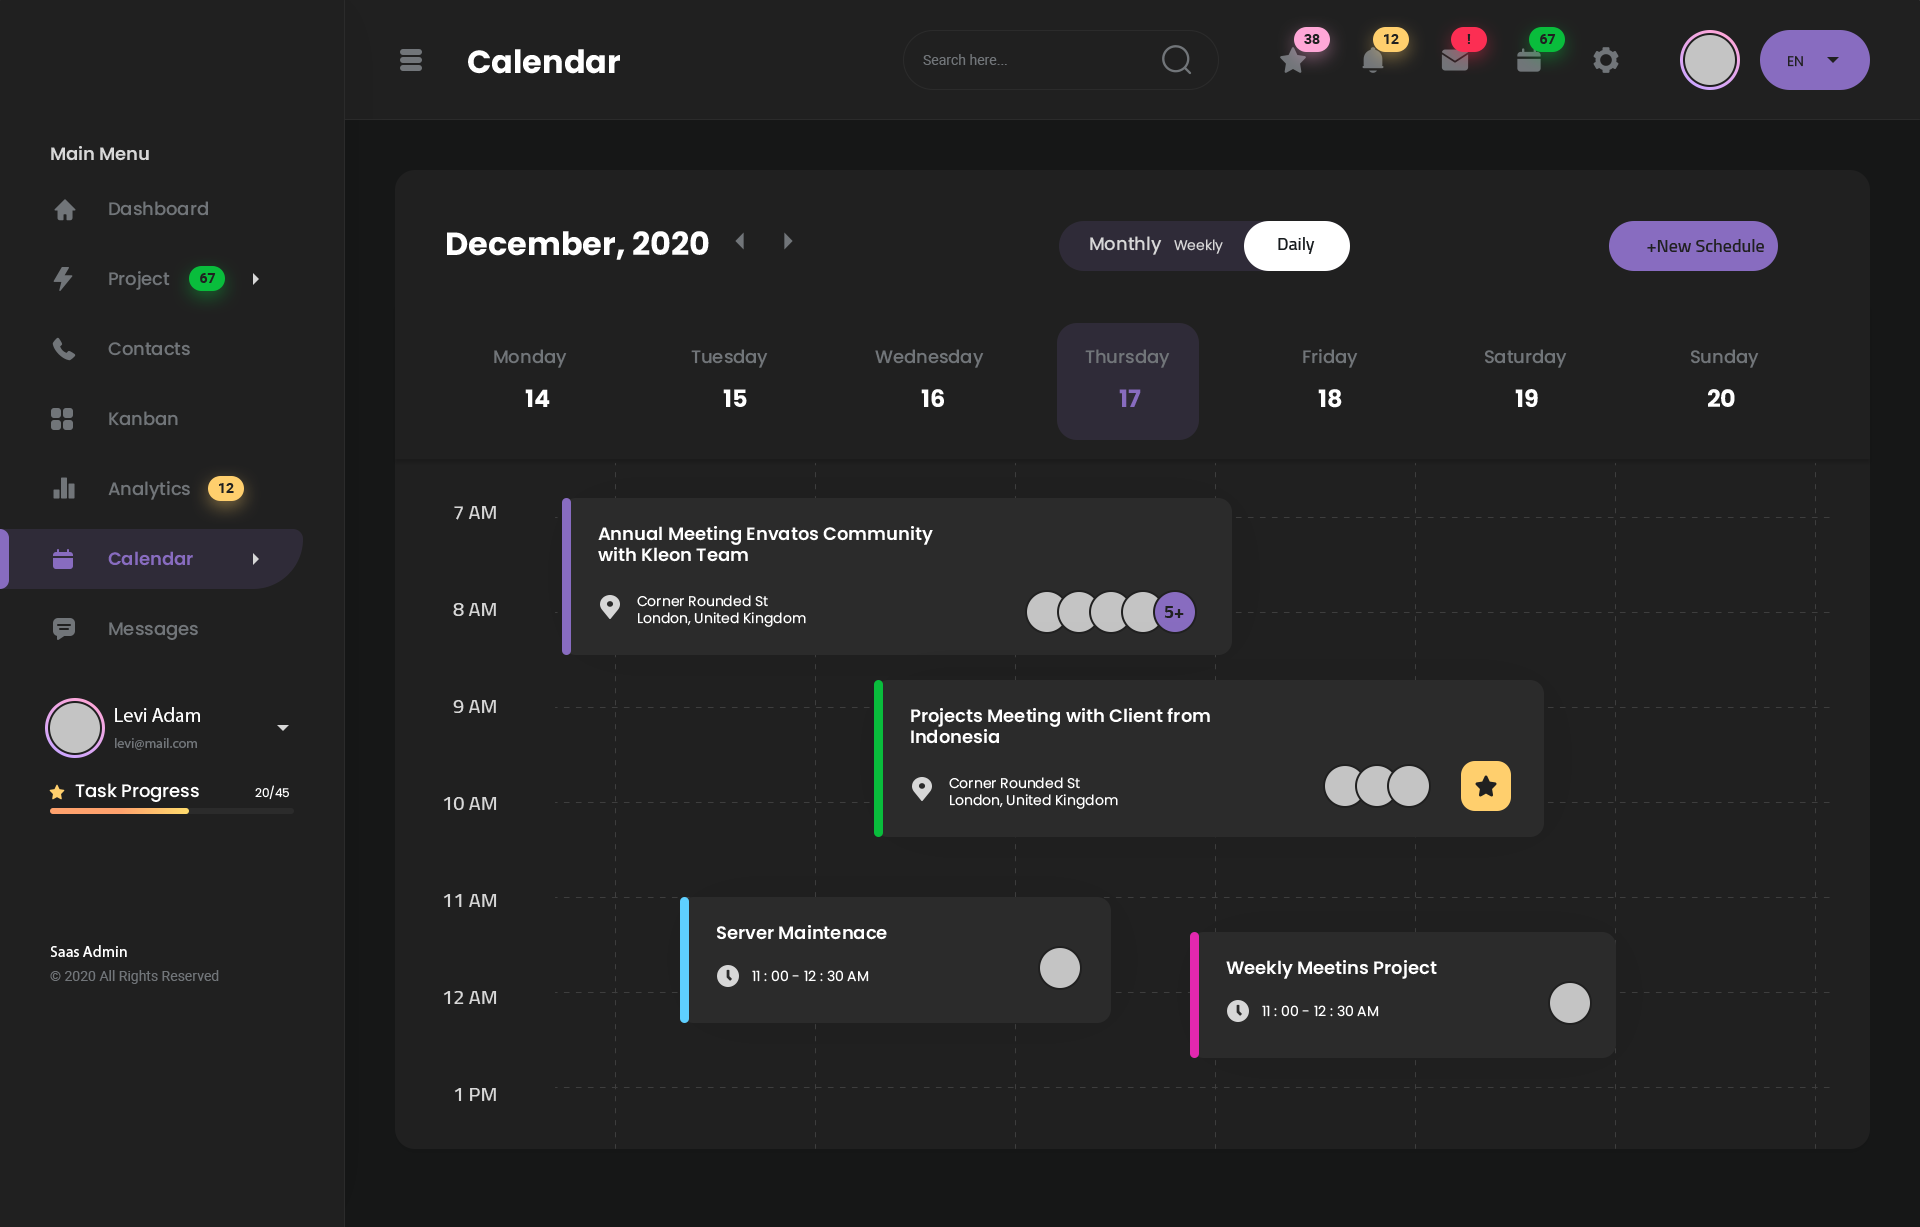 Calendar
Search here...
38
12
!
67
EN
Main Menu
Dashboard
Project
67
Contacts
Kanban
Analytics
12
Calendar
Messages
Levi Adam
levi@mail.com
Task Progress
20/45
Saas Admin
© 2020 All Rights Reserved
December, 2020
Monthly
Weekly
Daily
+New Schedule
Monday
14
Tuesday
15
Wednesday
16
Thursday
17
Friday
18
Saturday
19
Sunday
20
7 AM
Annual Meeting Envatos Community
with Kleon Team
Corner Rounded St
London, United Kingdom
5+
8 AM
9 AM
Projects Meeting with Client from
Indonesia
Corner Rounded St
London, United Kingdom
10 AM
11 AM
Server Maintenace
11 : 00 - 12 : 30 AM
Weekly Meetins Project
11 : 00 - 12 : 30 AM
12 AM
1 PM